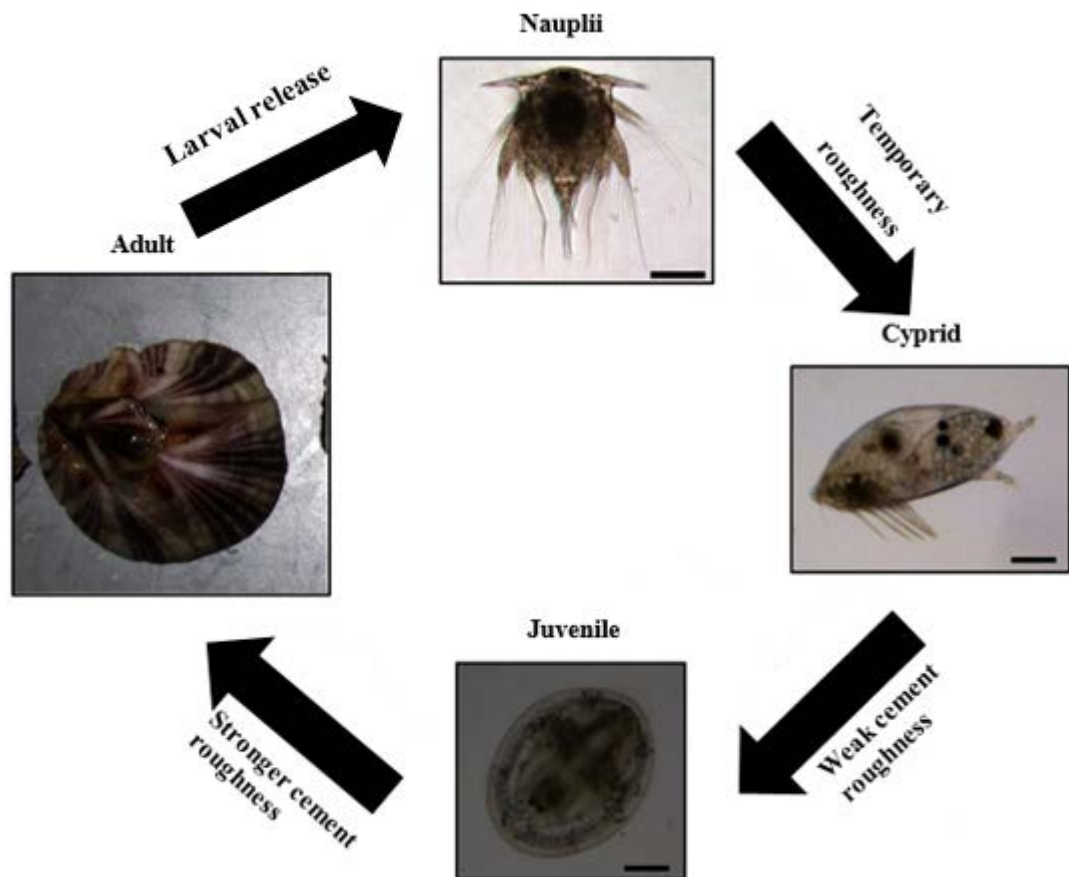 Nauplii
Larval release
Temporary
roughness
Adult
Cyprid
Juvenile
Weak cement
roughness
Stronger cement
roughness